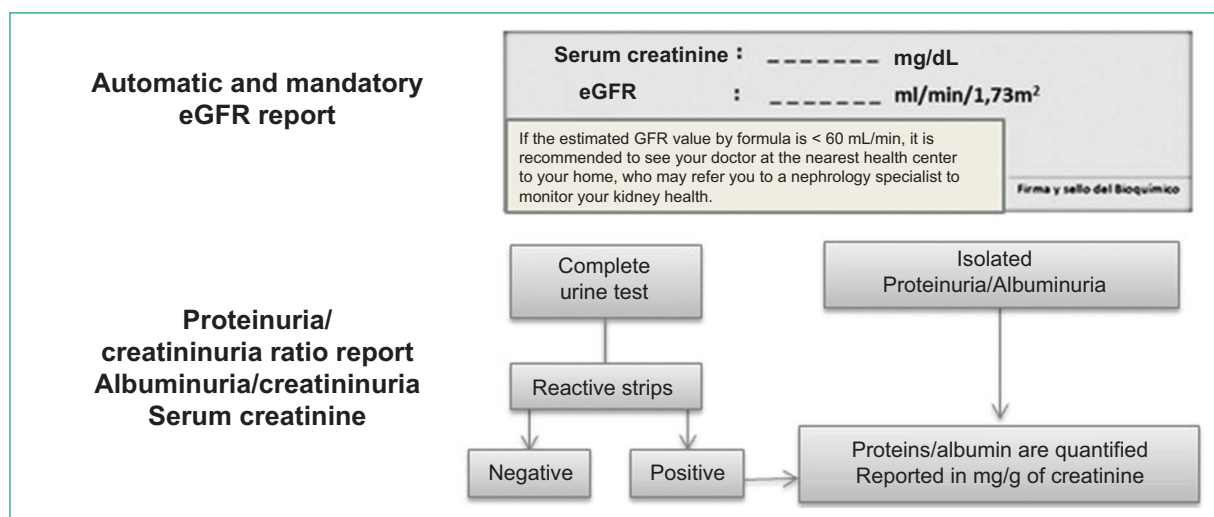 Automatic and mandatory
eGFR report
Serum creatinine : _ _ _ _ _ _ _ mg/dL
eGFR : _ _ _ _ _ _ _ ml/min/1,73m²
If the estimated GFR value by formula is < 60 mL/min, it is
recommended to see your doctor at the nearest health center
to your home, who may refer you to a nephrology specialist to
monitor your kidney health.
Firma y sello del Bioquímico
Proteinuria/
creatininuria ratio report
Albuminuria/creatininuria
Serum creatinine
Complete
urine test
Isolated
Proteinuria/Albuminuria
Reactive strips
Negative
Positive
Proteins/albumin are quantified
Reported in mg/g of creatinine